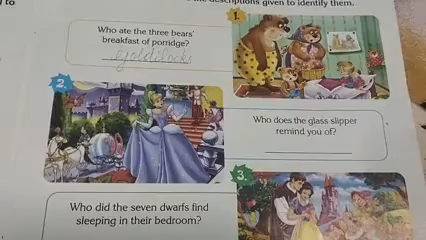 to
the descriptions given to identify them.
1.
Who ate the three bears'
breakfast of porridge?
Goldilocks
2.
Who does the glass slipper
remind you of?
3.
Who did the seven dwarfs find
sleeping in their bedroom?